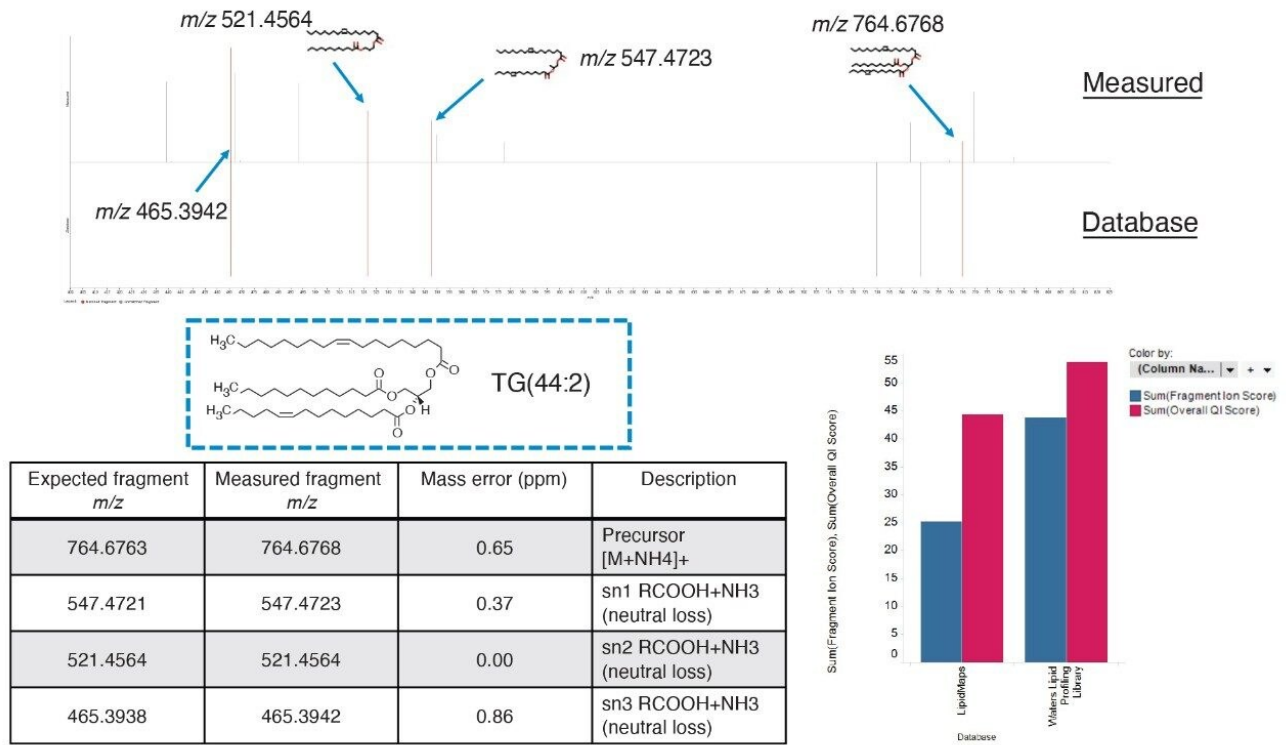 m/z 521.4564
m/z 547.4723
m/z 764.6768
Measured
m/z 465.3942
Database
H₃C
O
O
H₃C
O
O
H₃C
O
H
O
TG(44:2)
Expected fragment m/z
Measured fragment m/z
Mass error (ppm)
Description
764.6763
764.6768
0.65
Precursor
[M+NH4]+
547.4721
547.4723
0.37
sn1 RCOOH+NH3
(neutral loss)
521.4564
521.4564
0.00
sn2 RCOOH+NH3
(neutral loss)
465.3938
465.3942
0.86
sn3 RCOOH+NH3
(neutral loss)
Sum(Fragment Ion Score), Sum(Overall QI Score)
55
50
45
40
35
30
25
20
15
10
5
0
LipidMaps
Waters Lipid
Profiling
Library
Database
Color by:
(Column Na... +
Sum(Fragment Ion Score)
Sum(Overall QI Score)